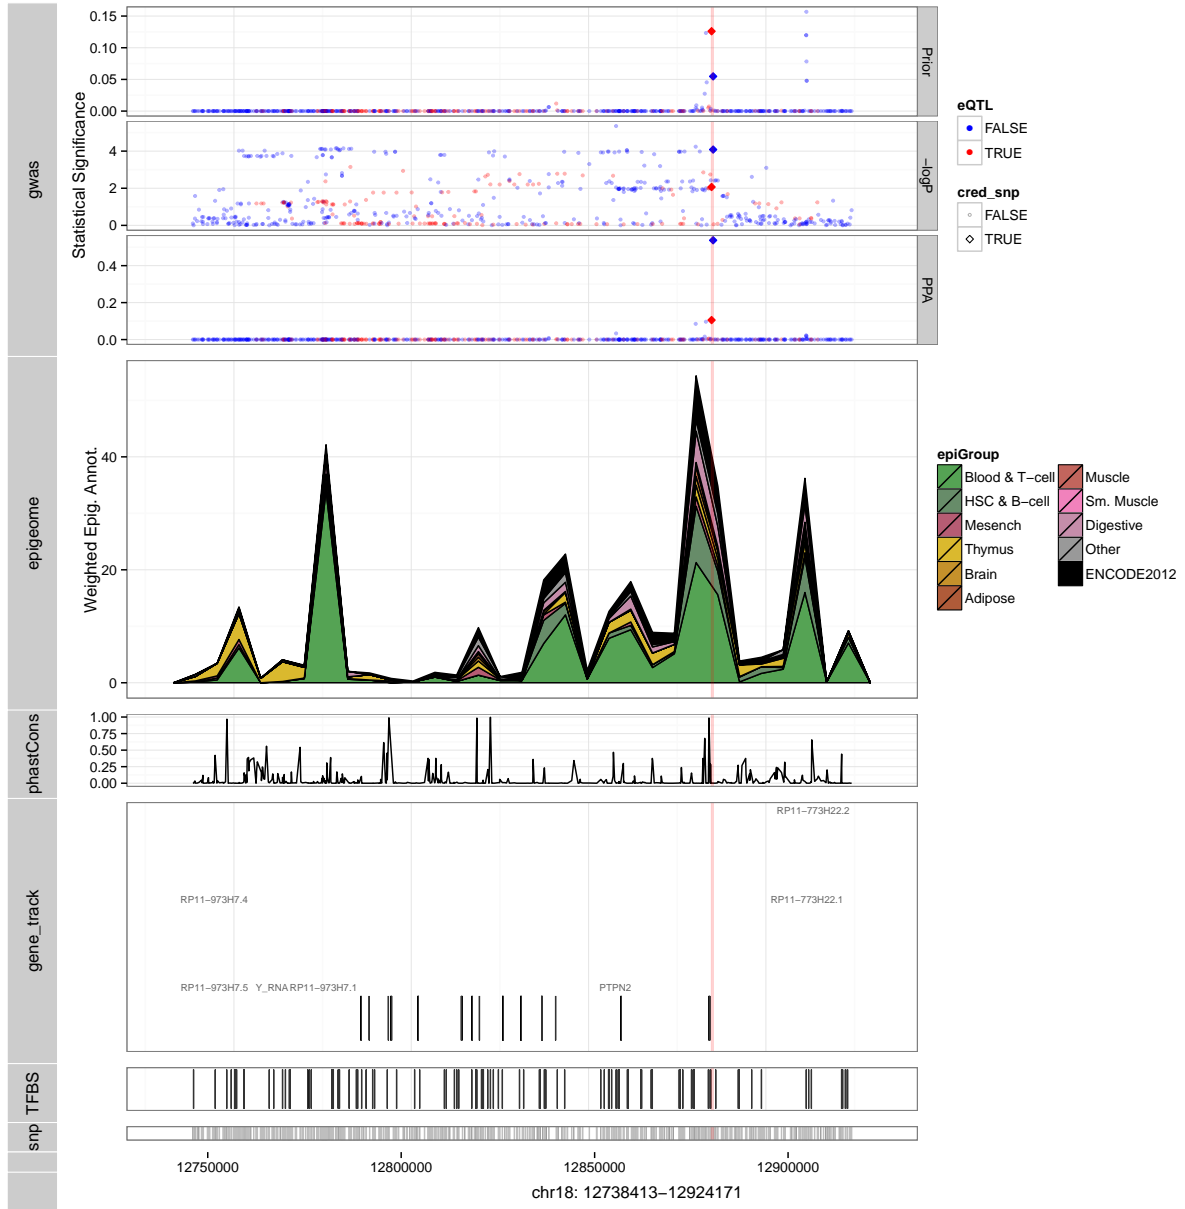 gwas
Statistical Significance
0.15
0.10
0.05
0.00
Prior
4
2
0
−logP
0.4
0.2
0.0
PPA
eQTL
FALSE
TRUE
cred_snp
FALSE
TRUE
epigeome
Weighted Epig. Annot.
40
20
0
epiGroup
Blood & T−cell
HSC & B−cell
Mesench
Thymus
Brain
Adipose
Muscle
Sm. Muscle
Digestive
Other
ENCODE2012
phastCons
1.00
0.75
0.50
0.25
0.00
gene_track
RP11−773H22.2
RP11−973H7.4
RP11−773H22.1
RP11−973H7.5
Y_RNA
RP11−973H7.1
PTPN2
TFBS
snp
12750000
12800000
12850000
12900000
chr18: 12738413−12924171